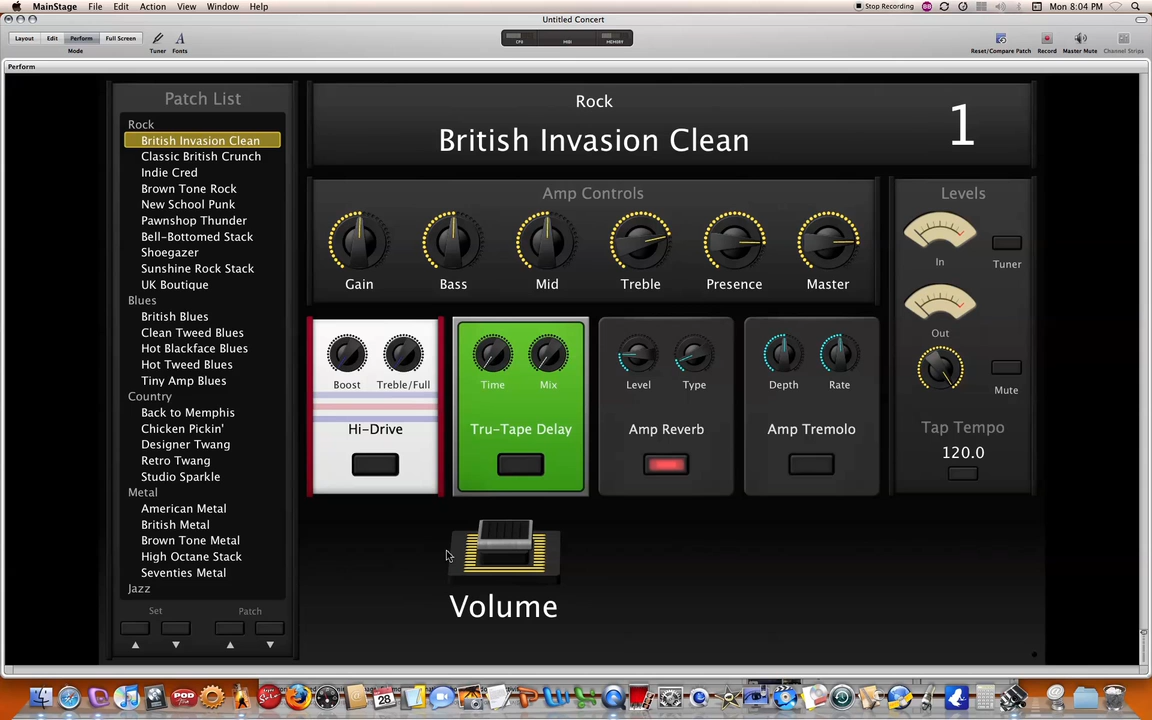 MainStage File Edit Action View Window Help Stop Recording Mon 8:04 PM
Untitled Concert
Layout Edit Perform Full Screen
Mode Tuner Fonts
CPU MIDI MEMORY
Reset/Compare Patch Record Master Mute Channel Strips
Perform
Patch List
Rock
British Invasion Clean
Classic British Crunch
Indie Cred
Brown Tone Rock
New School Punk
Pawnshop Thunder
Bell-Bottomed Stack
Shoegazer
Sunshine Rock Stack
UK Boutique
Blues
British Blues
Clean Tweed Blues
Hot Blackface Blues
Hot Tweed Blues
Tiny Amp Blues
Country
Back to Memphis
Chicken Pickin'
Designer Twang
Retro Twang
Studio Sparkle
Metal
American Metal
British Metal
Brown Tone Metal
High Octane Stack
Seventies Metal
Jazz
Set Patch
Rock
British Invasion Clean
1
Amp Controls
Gain Bass Mid Treble Presence Master
Levels
In
Tuner
Out
Mute
Tap Tempo
120.0
Boost Treble/Full
Hi-Drive
Time Mix
Tru-Tape Delay
Level Type
Amp Reverb
Depth Rate
Amp Tremolo
Volume
POD
28